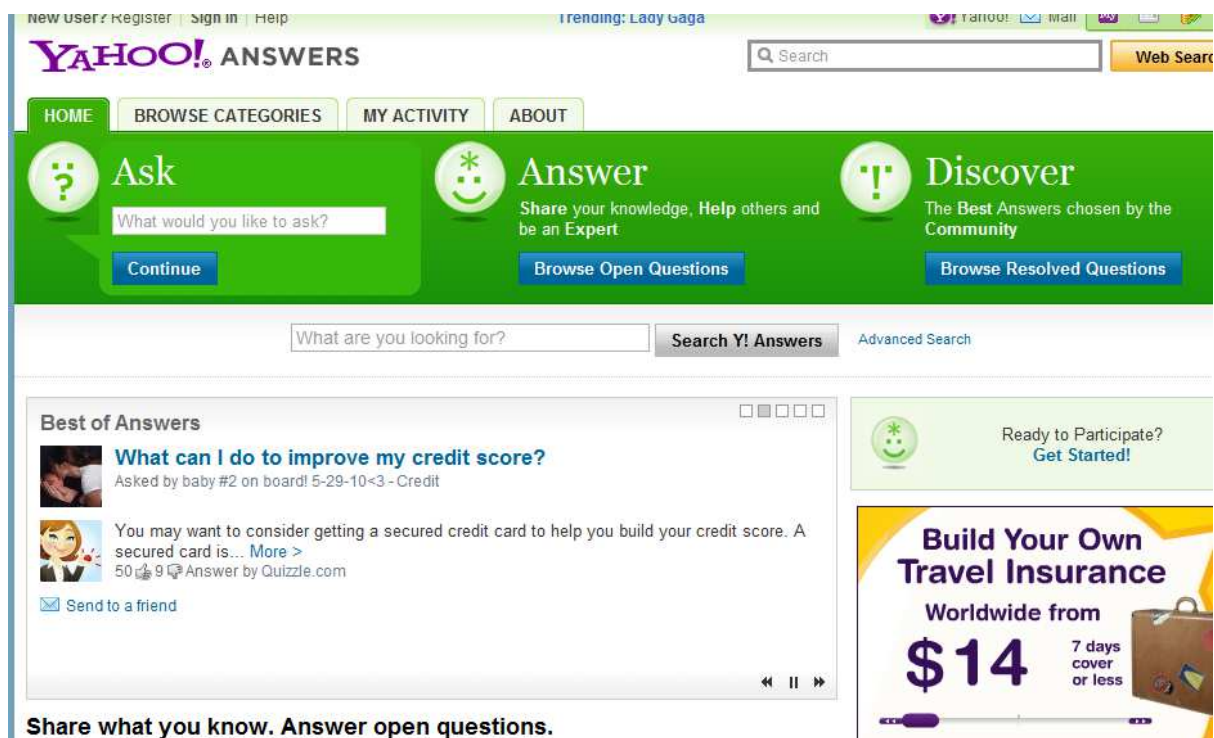 New User? Register Sign In Help
Trending: Lady Gaga
Yahoo! Mail
YAHOO!® ANSWERS
Search
Web Searc
HOME BROWSE CATEGORIES MY ACTIVITY ABOUT
Ask
What would you like to ask?
Continue
Answer
Share your knowledge, Help others and
be an Expert
Browse Open Questions
Discover
The Best Answers chosen by the
Community
Browse Resolved Questions
What are you looking for?
Search Y! Answers
Advanced Search
Best of Answers
What can I do to improve my credit score?
Asked by baby #2 on board! 5-29-10<3 - Credit
You may want to consider getting a secured credit card to help you build your credit score. A
secured card is... More >
50 9 Answer by Quizzle.com
Send to a friend
Share what you know. Answer open questions.
Ready to Participate?
Get Started!
Build Your Own
Travel Insurance
Worldwide from
$14
7 days
cover
or less